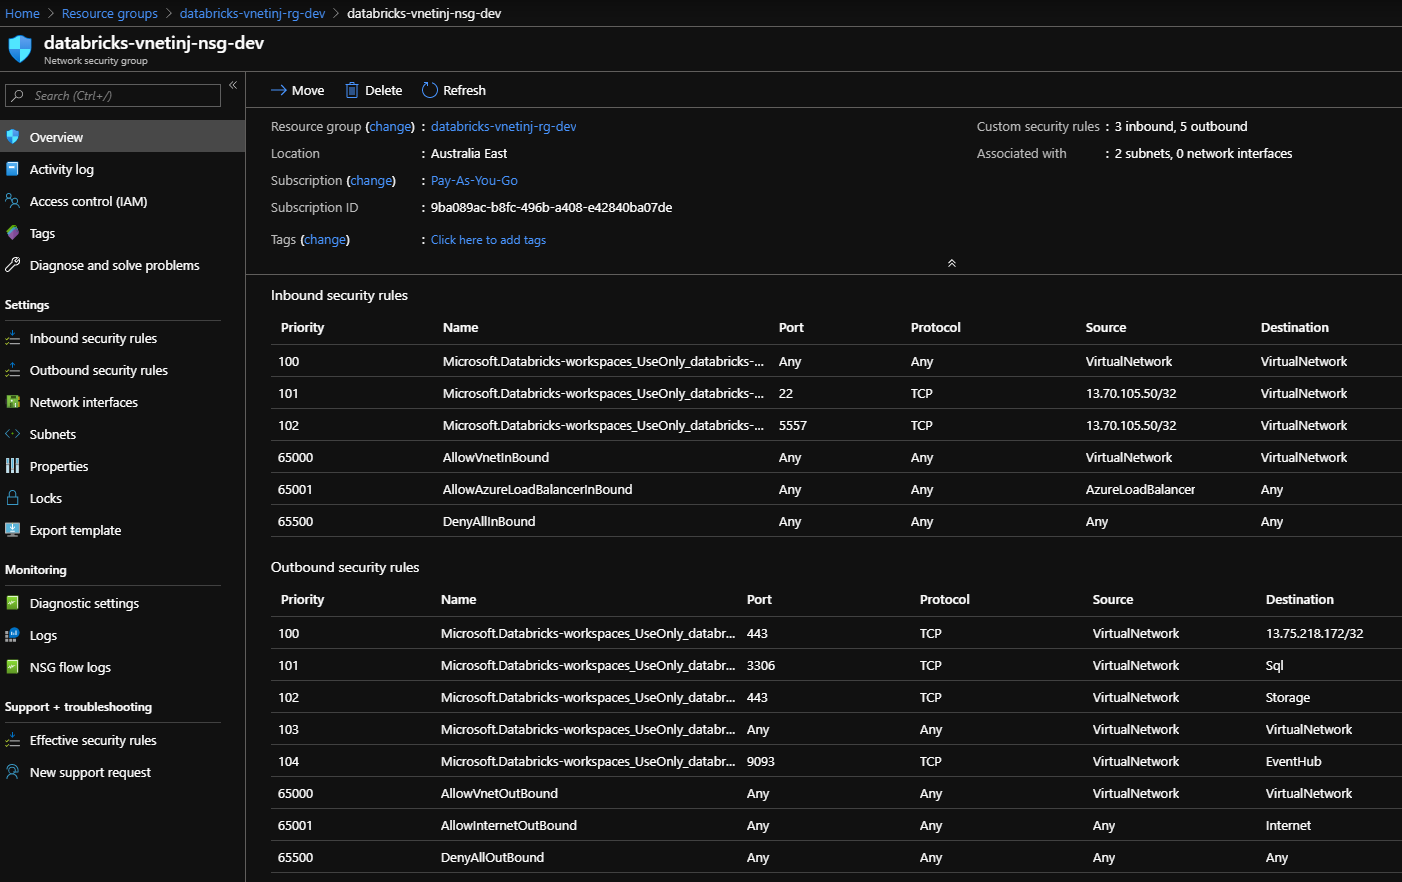 Home > Resource groups > databricks-vnetinj-rg-dev > databricks-vnetinj-nsg-dev
databricks-vnetinj-nsg-dev
Network security group
Search (Ctrl+/)
«
Overview
Activity log
Access control (IAM)
Tags
Diagnose and solve problems
Settings
Inbound security rules
Outbound security rules
Network interfaces
Subnets
Properties
Locks
Export template
Monitoring
Diagnostic settings
Logs
NSG flow logs
Support + troubleshooting
Effective security rules
New support request
Move Delete Refresh
Resource group (change) : databricks-vnetinj-rg-dev
Location : Australia East
Subscription (change) : Pay-As-You-Go
Subscription ID : 9ba089ac-b8fc-496b-a408-e42840ba07de
Tags (change) : Click here to add tags
Custom security rules : 3 inbound, 5 outbound
Associated with : 2 subnets, 0 network interfaces
Inbound security rules
Priority Name Port Protocol Source Destination
100 Microsoft.Databricks-workspaces_UseOnly_databricks-... Any Any VirtualNetwork VirtualNetwork
101 Microsoft.Databricks-workspaces_UseOnly_databricks-... 22 TCP 13.70.105.50/32 VirtualNetwork
102 Microsoft.Databricks-workspaces_UseOnly_databricks-... 5557 TCP 13.70.105.50/32 VirtualNetwork
65000 AllowVnetInBound Any Any VirtualNetwork VirtualNetwork
65001 AllowAzureLoadBalancerInBound Any Any AzureLoadBalancer Any
65500 DenyAllInBound Any Any Any Any
Outbound security rules
Priority Name Port Protocol Source Destination
100 Microsoft.Databricks-workspaces_UseOnly_databr... 443 TCP VirtualNetwork 13.75.218.172/32
101 Microsoft.Databricks-workspaces_UseOnly_databr... 3306 TCP VirtualNetwork Sql
102 Microsoft.Databricks-workspaces_UseOnly_databr... 443 TCP VirtualNetwork Storage
103 Microsoft.Databricks-workspaces_UseOnly_databr... Any Any VirtualNetwork VirtualNetwork
104 Microsoft.Databricks-workspaces_UseOnly_databr... 9093 TCP VirtualNetwork EventHub
65000 AllowVnetOutBound Any Any VirtualNetwork VirtualNetwork
65001 AllowInternetOutBound Any Any Any Internet
65500 DenyAllOutBound Any Any Any Any